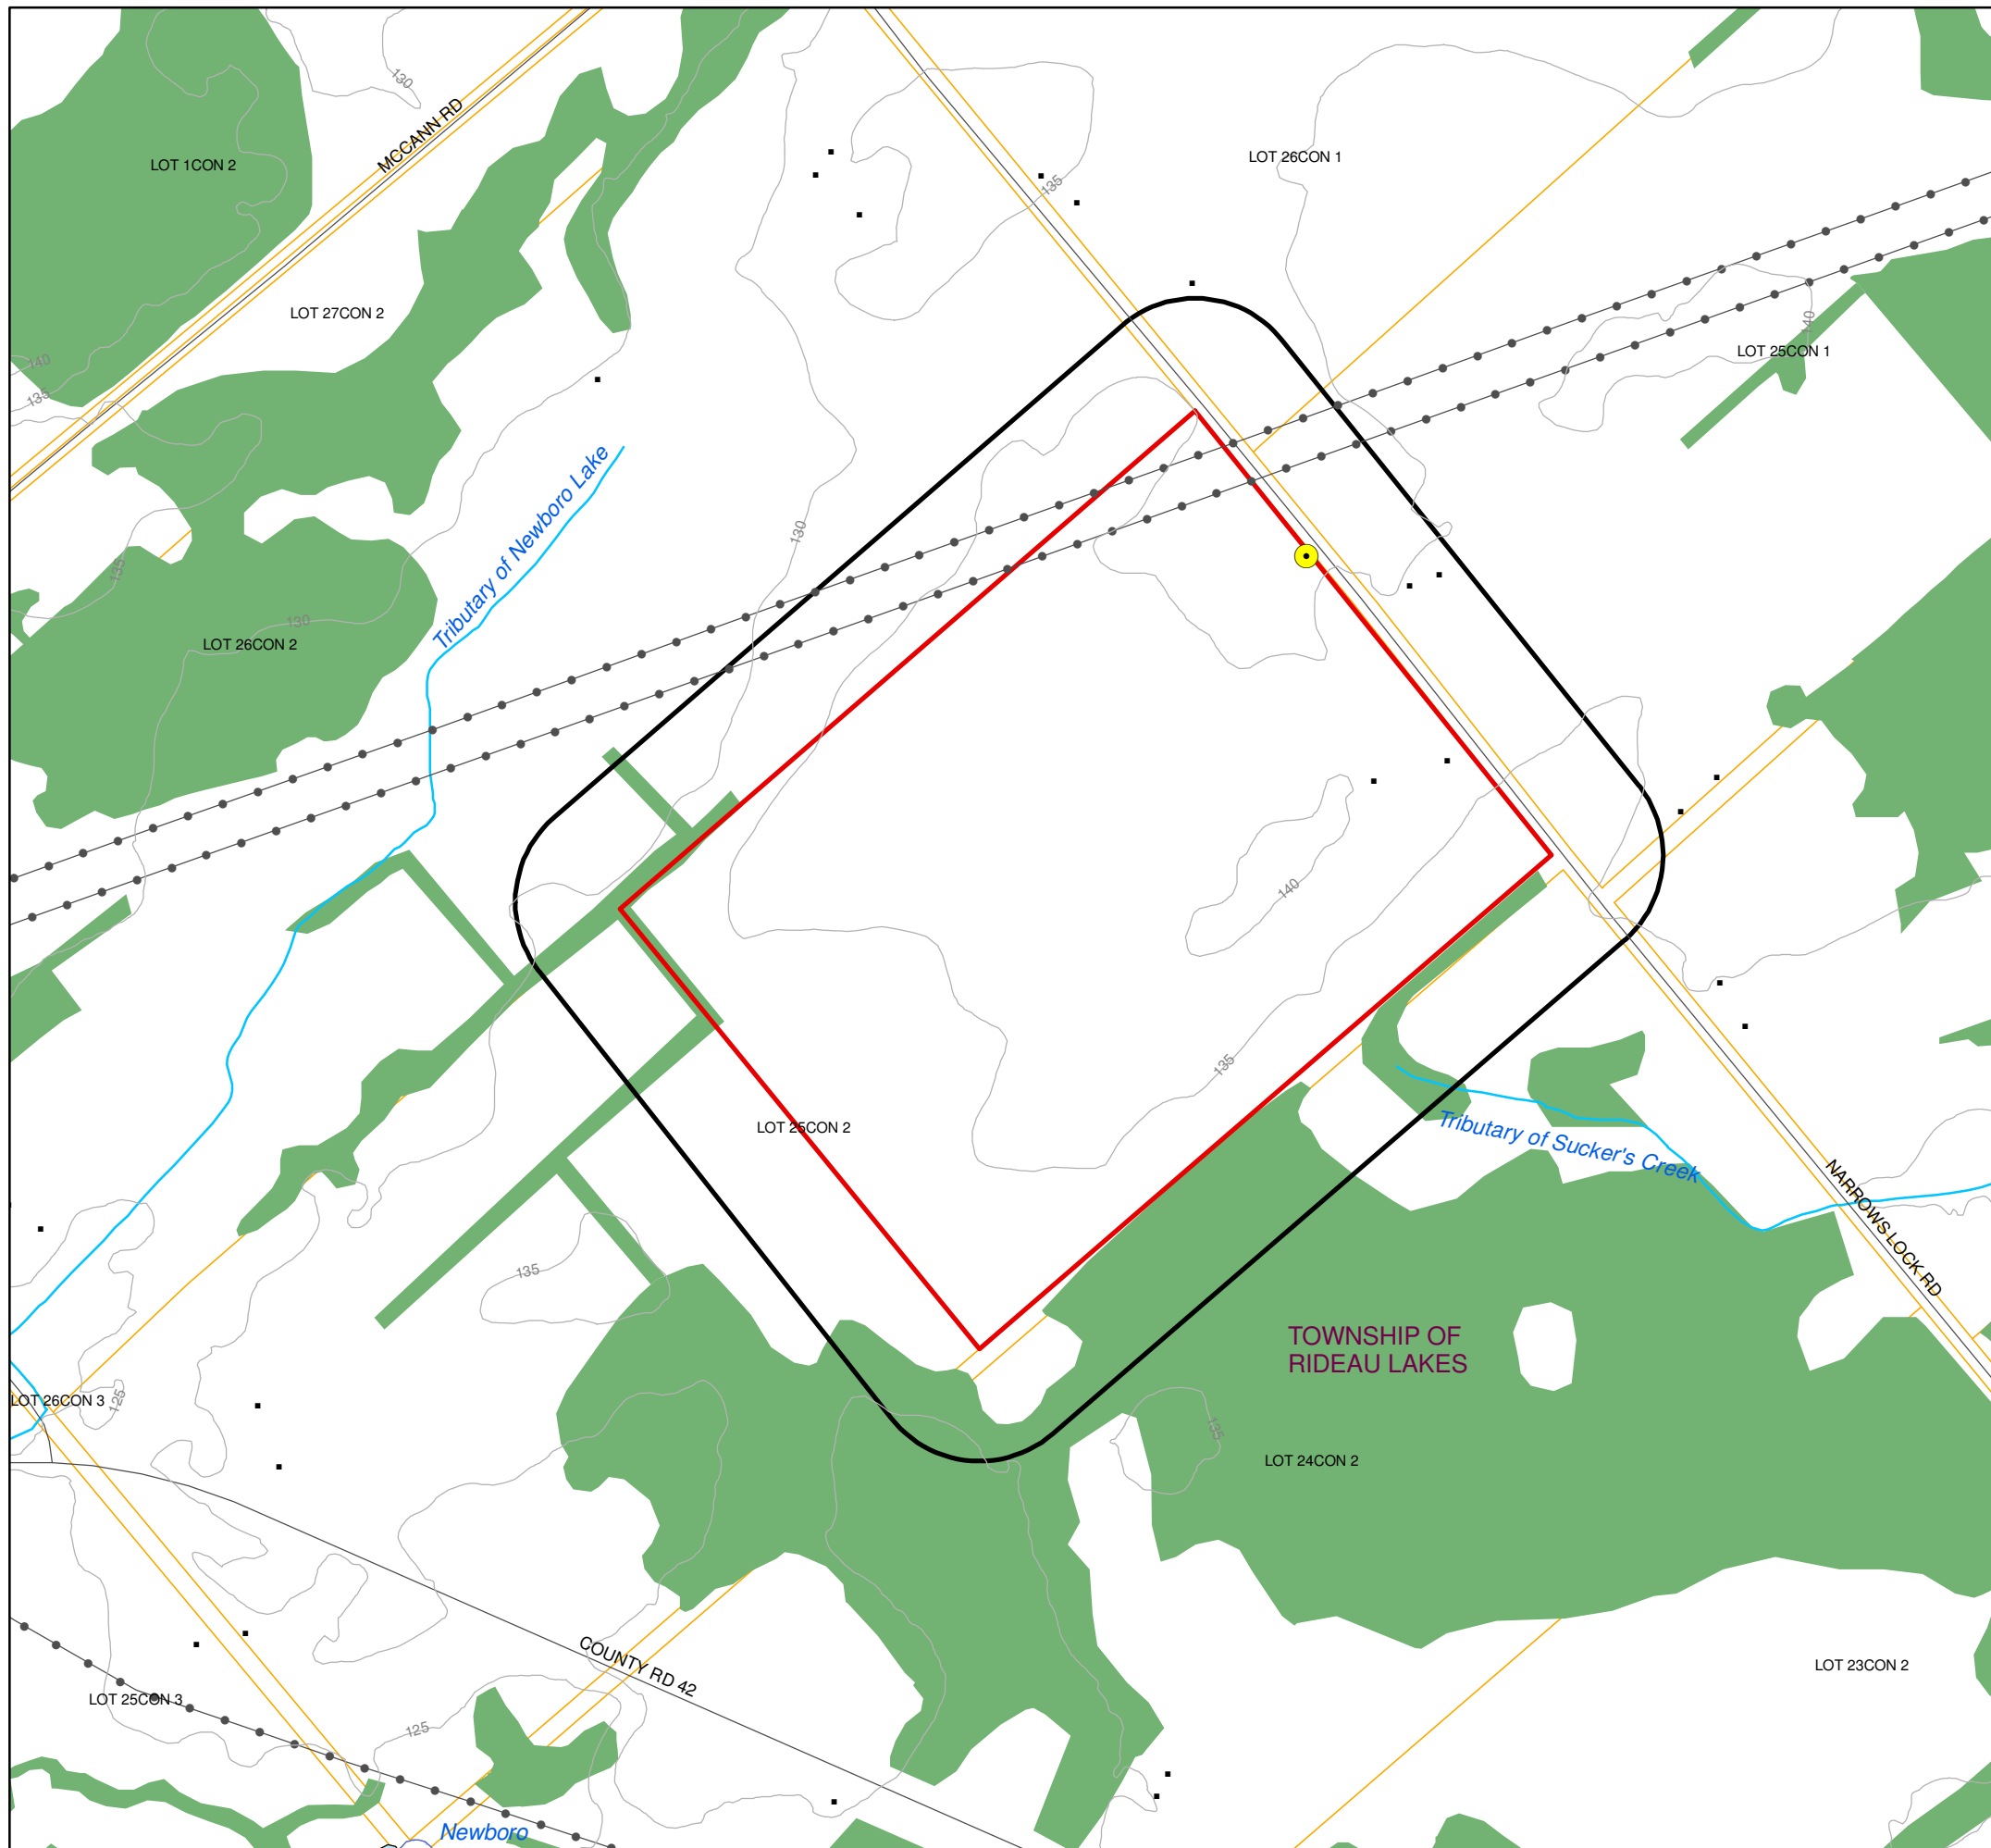 130
MCCANN RD
LOT 1CON 2
LOT 26CON 1
135
LOT 27CON 2
140
LOT 25CON 1
140
135
Tributary of Newboro Lake
130
135
130
LOT 26CON 2
140
135
LOT 25CON 2
Tributary of Sucker's Creek
NARROWS LOCK RD
135
TOWNSHIP OF
RIDEAU LAKES
LOT 26CON 3
125
135
LOT 24CON 2
COUNTY RD 42
LOT 23CON 2
LOT 25CON 3
125
Newboro